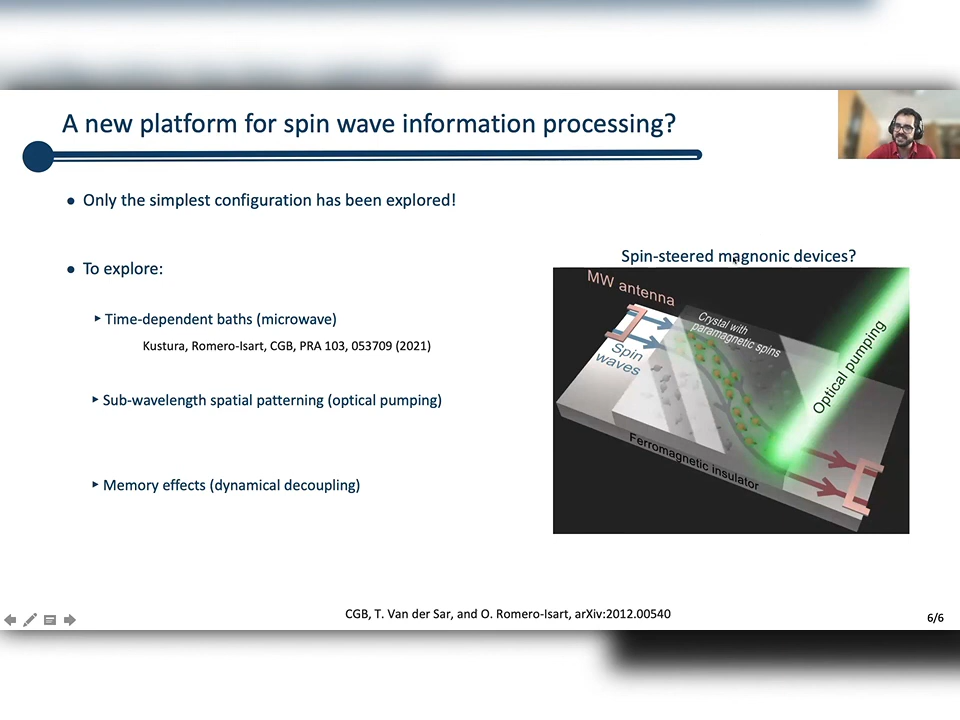 A new platform for spin wave information processing?
● Only the simplest configuration has been explored!
● To explore:
‣ Time-dependent baths (microwave)
Kustura, Romero-Isart, CGB, PRA 103, 053709 (2021)
‣ Sub-wavelength spatial patterning (optical pumping)
‣ Memory effects (dynamical decoupling)
Spin-steered magnonic devices?
MW antenna
Crystal with
paramagnetic spins
Spin
waves
Optical pumping
Ferromagnetic insulator
CGB, T. Van der Sar, and O. Romero-Isart, arXiv:2012.00540
6/6